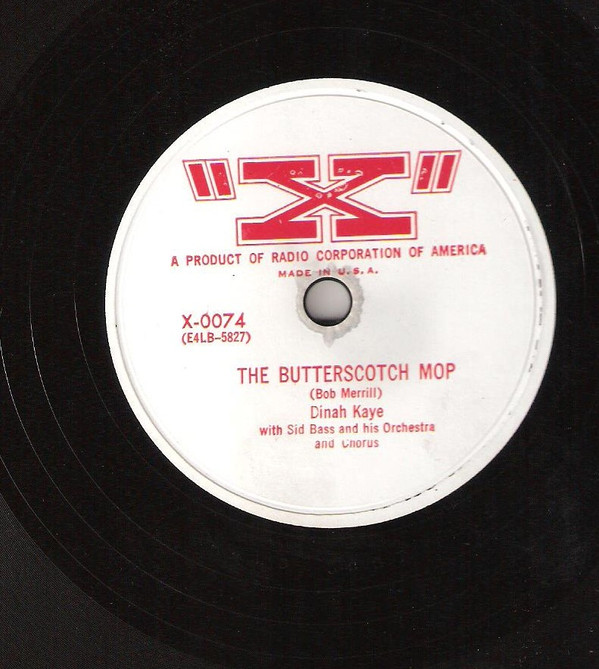 "X"
A PRODUCT OF RADIO CORPORATION OF AMERICA
MADE IN U.S.A.
X-0074
(E4LB-5827)
THE BUTTERSCOTCH MOP
(Bob Merrill)
Dinah Kaye
with Sid Bass and his Orchestra
and Chorus